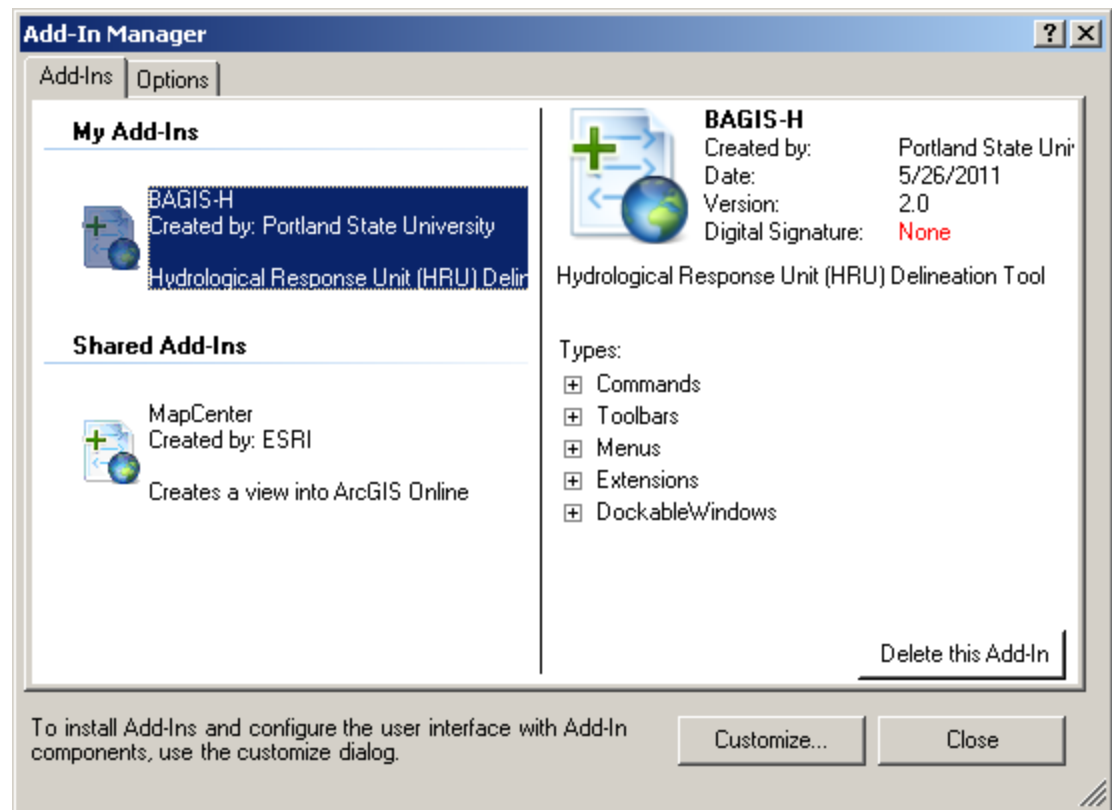 Add-In Manager
Add-Ins
Options
My Add-Ins
BAGIS-H
Created by: Portland State University
Hydrological Response Unit (HRU) Delin
Shared Add-Ins
MapCenter
Created by: ESRI
Creates a view into ArcGIS Online
BAGIS-H
Created by: Portland State Uni
Date: 5/26/2011
Version: 2.0
Digital Signature: None
Hydrological Response Unit (HRU) Delineation Tool
Types:
Commands
Toolbars
Menus
Extensions
DockableWindows
Delete this Add-In
To install Add-Ins and configure the user interface with Add-In
components, use the customize dialog.
Customize...
Close